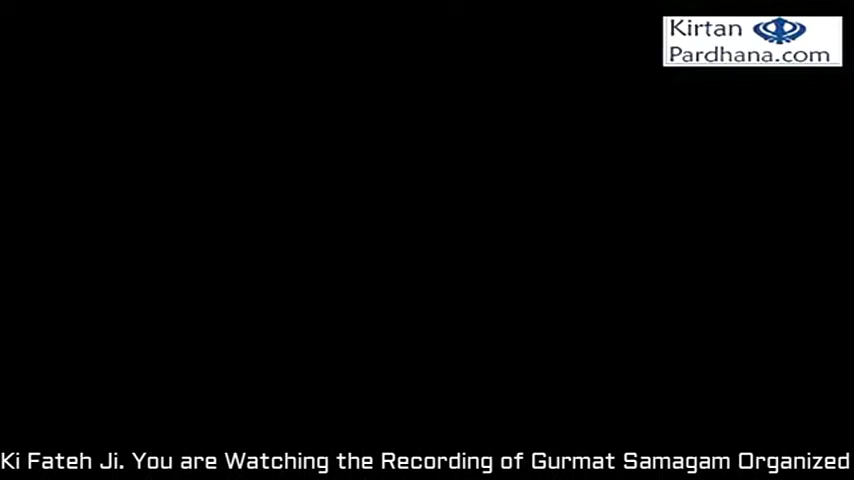 Kirtan
Pardhana.com
Ki Fateh Ji. You are Watching the Recording of Gurmat Samagam Organized